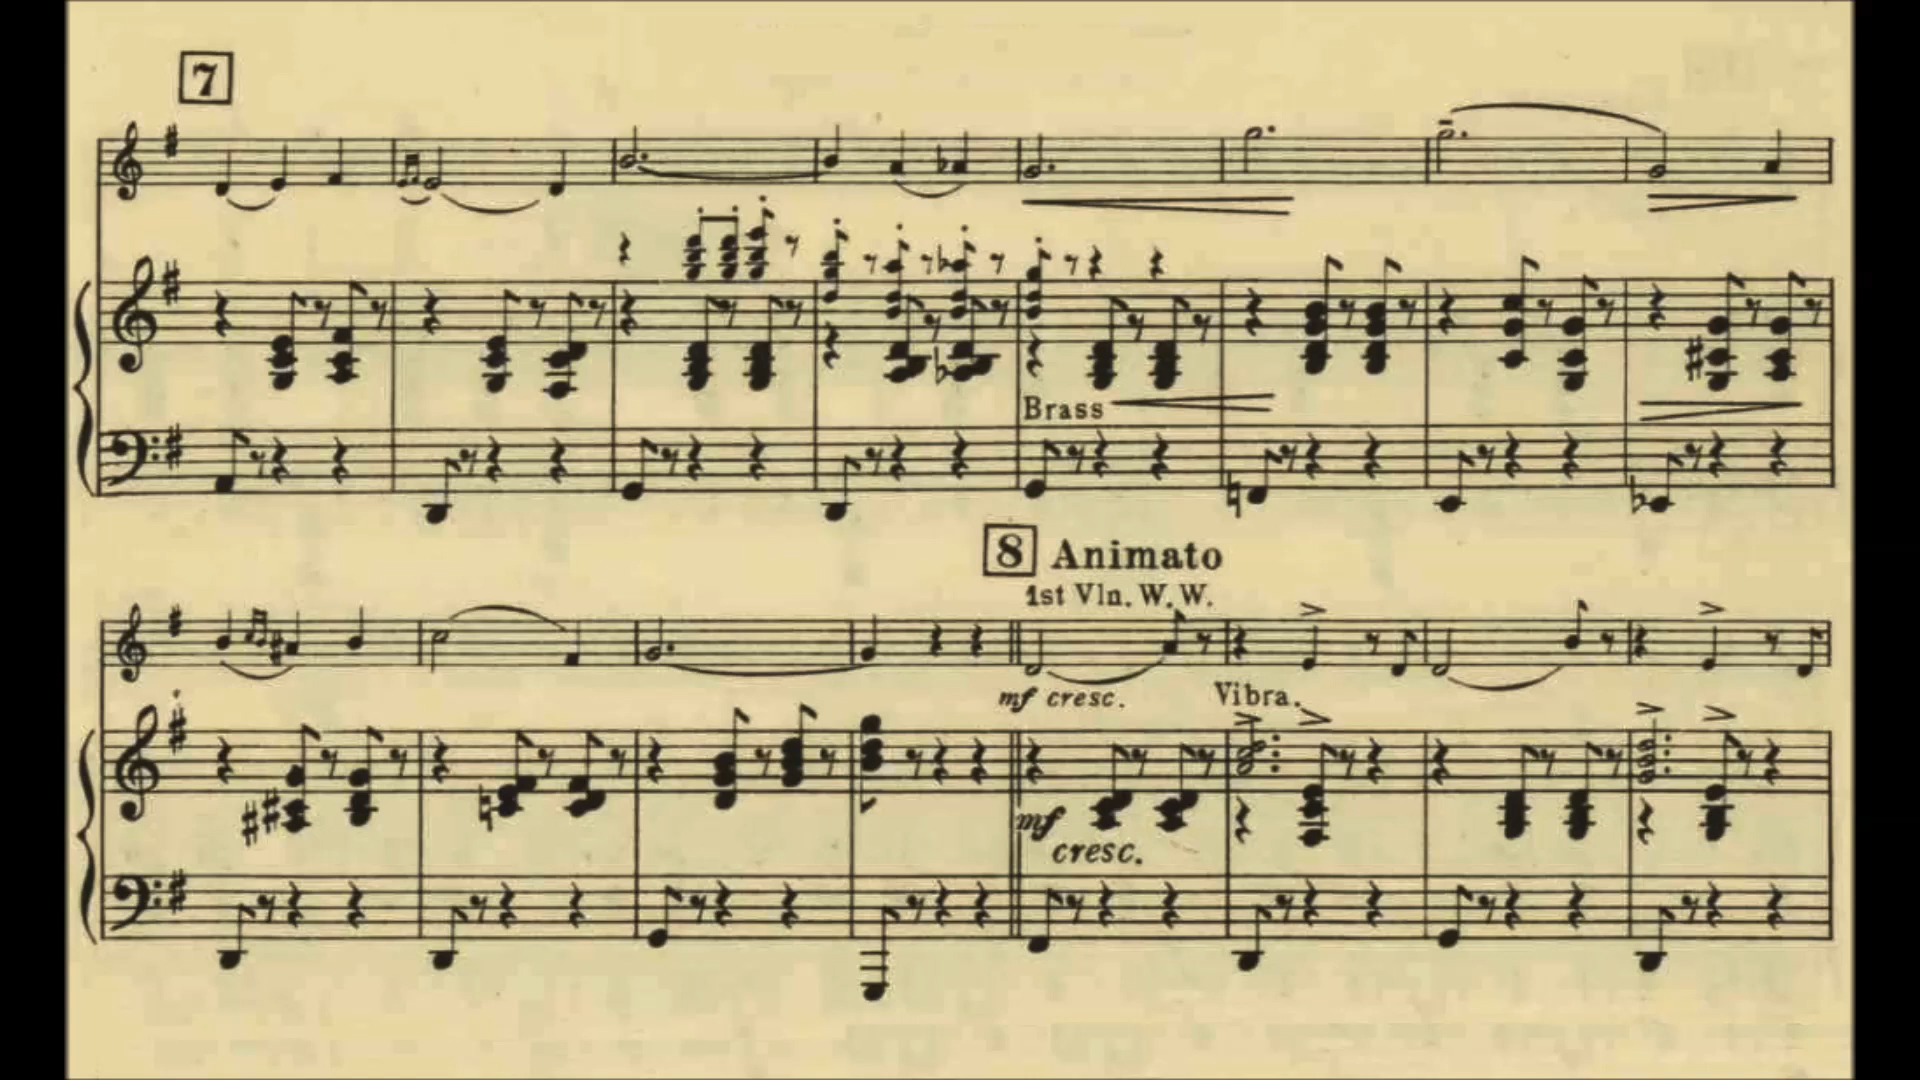 7
Brass
8 Animato
1st Vln. W. W.
mf cresc.
Vibra.
mf
cresc.